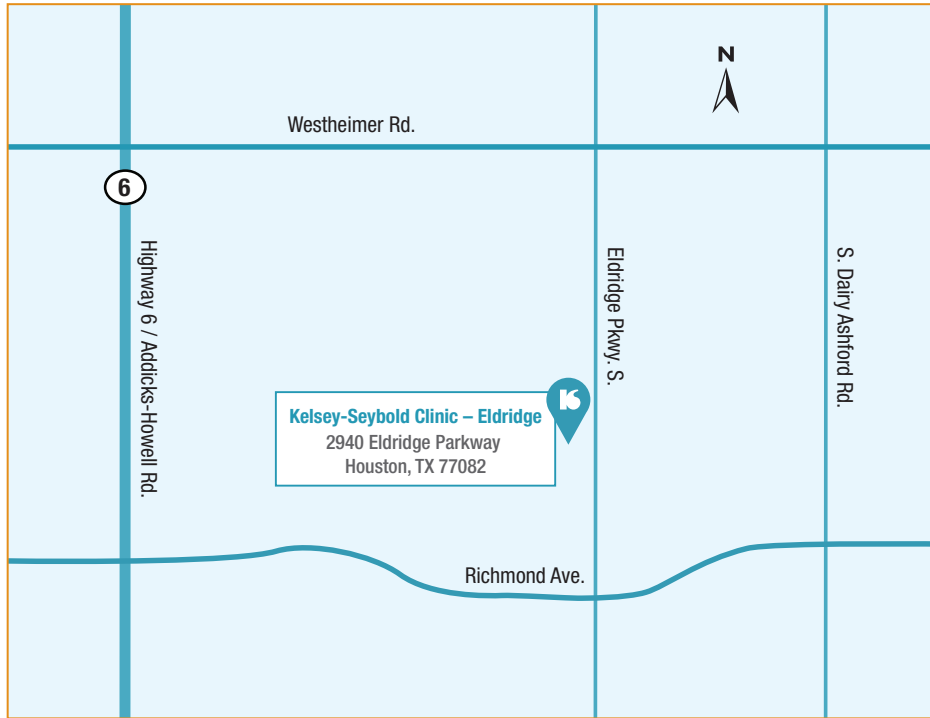 N
Westheimer Rd.
6
Highway 6 / Addicks-Howell Rd.
Eldridge Pkwy. S.
S. Dairy Ashford Rd.
Kelsey-Seybold Clinic – Eldridge
2940 Eldridge Parkway
Houston, TX 77082
Richmond Ave.